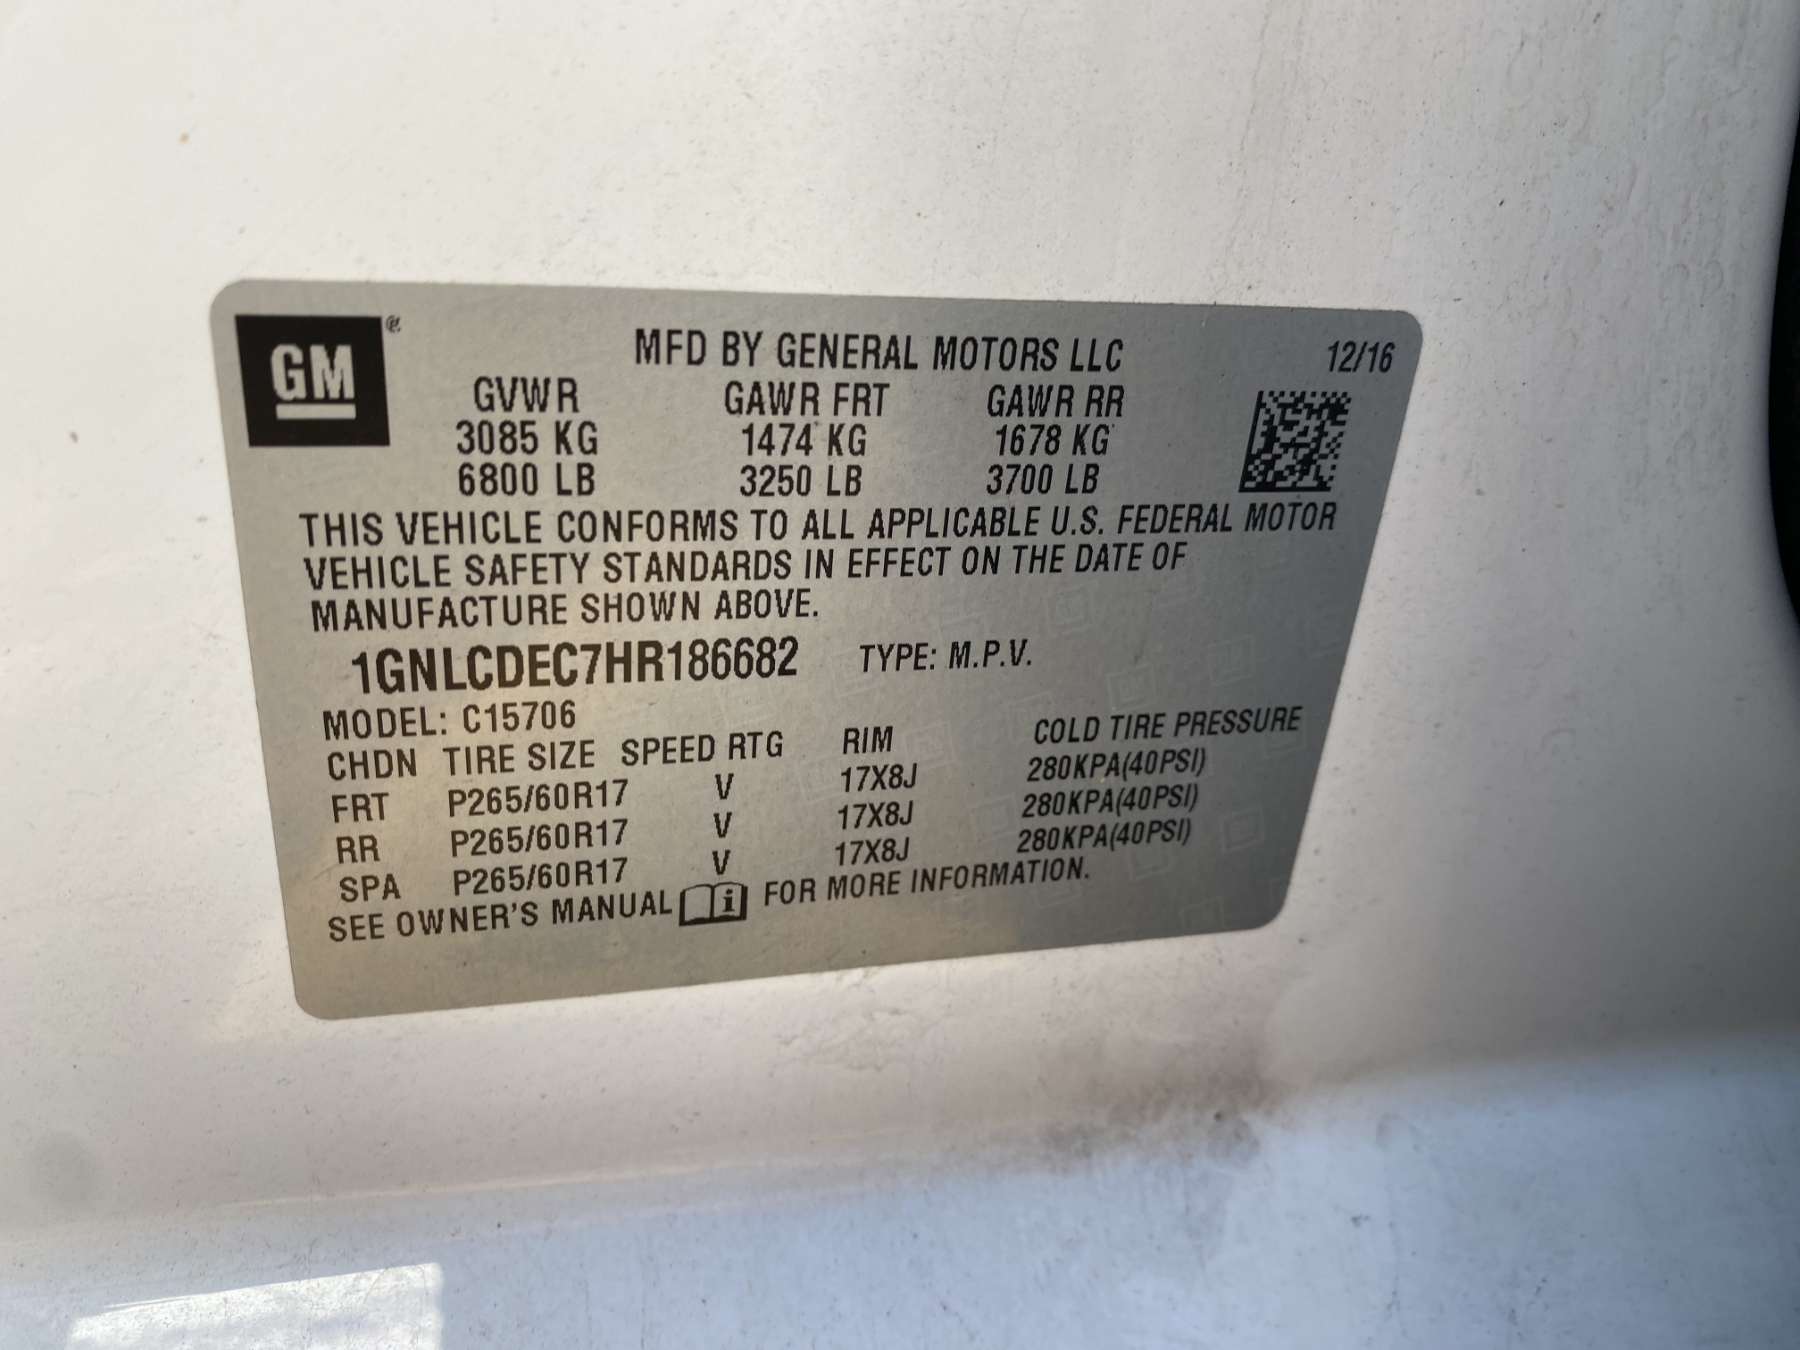 GM ®
MFD BY GENERAL MOTORS LLC 12/16
GVWR GAWR FRT GAWR RR
3085 KG 1474 KG 1678 KG
6800 LB 3250 LB 3700 LB
THIS VEHICLE CONFORMS TO ALL APPLICABLE U.S. FEDERAL MOTOR
VEHICLE SAFETY STANDARDS IN EFFECT ON THE DATE OF
MANUFACTURE SHOWN ABOVE.
1GNLCDEC7HR186682 TYPE: M.P.V.
MODEL: C15706
CHDN TIRE SIZE SPEED RTG RIM COLD TIRE PRESSURE
FRT P265/60R17 V 17X8J 280KPA(40PSI)
RR P265/60R17 V 17X8J 280KPA(40PSI)
SPA P265/60R17 V 17X8J 280KPA(40PSI)
SEE OWNER'S MANUAL i FOR MORE INFORMATION.